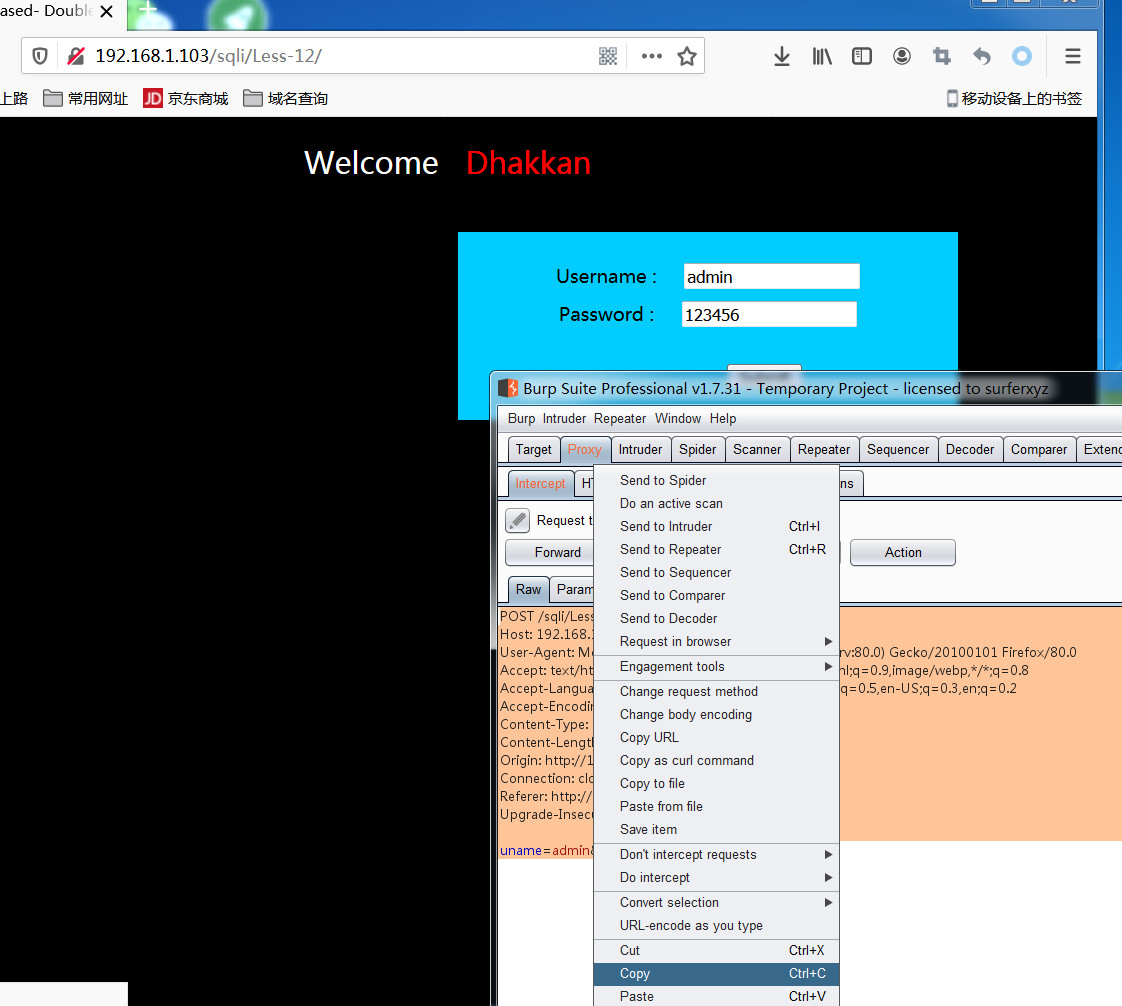 ased- Double
192.168.1.103/sqli/Less-12/
上路 常用网址 JD 京东商城 域名查询 移动设备上的书签
Welcome Dhakkan
Username : admin
Password : 123456
Burp Suite Professional v1.7.31 - Temporary Project - licensed to surferxyz
Burp Intruder Repeater Window Help
Target Proxy Intruder Spider Scanner Repeater Sequencer Decoder Comparer Extend
Intercept HT ns
Request t
Forward Action
Raw Param
POST /sqli/Less
Host: 192.168.1
User-Agent: Mo rv:80.0) Gecko/20100101 Firefox/80.0
Accept: text/ht ml;q=0.9,image/webp,*/*;q=0.8
Accept-Langua q=0.5,en-US;q=0.3,en;q=0.2
Accept-Encodin
Content-Type:
Content-Length
Origin: http://1
Connection: clo
Referer: http://
Upgrade-Insecu
uname=admin&
Send to Spider
Do an active scan
Send to Intruder Ctrl+I
Send to Repeater Ctrl+R
Send to Sequencer
Send to Comparer
Send to Decoder
Request in browser
Engagement tools
Change request method
Change body encoding
Copy URL
Copy as curl command
Copy to file
Paste from file
Save item
Don't intercept requests
Do intercept
Convert selection
URL-encode as you type
Cut Ctrl+X
Copy Ctrl+C
Paste Ctrl+V